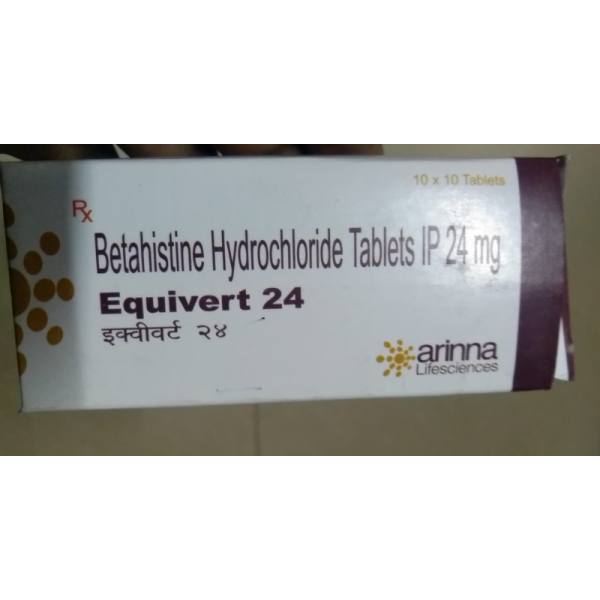 10 x 10 Tablets
Rx
Betahistine Hydrochloride Tablets IP 24 mg
Equivert 24
इक्वीवर्ट २४
arinna
Lifesciences